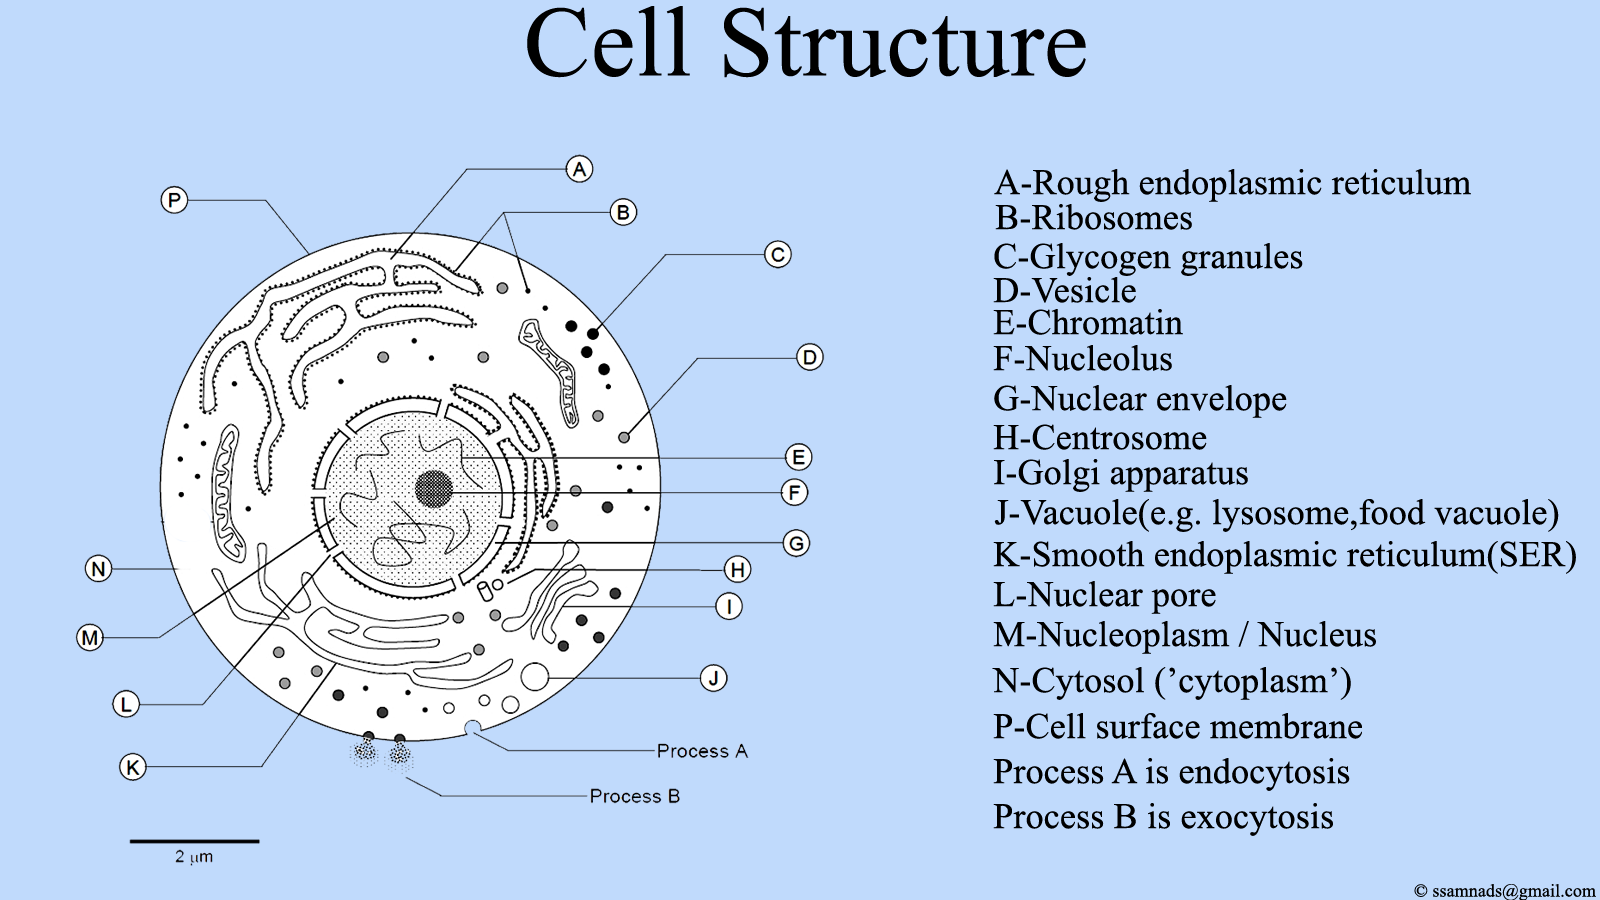 Cell Structure
A
P
B
C
D
E
F
G
N
H
I
M
J
L
K
Process A
Process B
2 μm
A-Rough endoplasmic reticulum
B-Ribosomes
C-Glycogen granules
D-Vesicle
E-Chromatin
F-Nucleolus
G-Nuclear envelope
H-Centrosome
I-Golgi apparatus
J-Vacuole(e.g. lysosome,food vacuole)
K-Smooth endoplasmic reticulum(SER)
L-Nuclear pore
M-Nucleoplasm / Nucleus
N-Cytosol (’cytoplasm’)
P-Cell surface membrane
Process A is endocytosis
Process B is exocytosis
© ssamnads@gmail.com